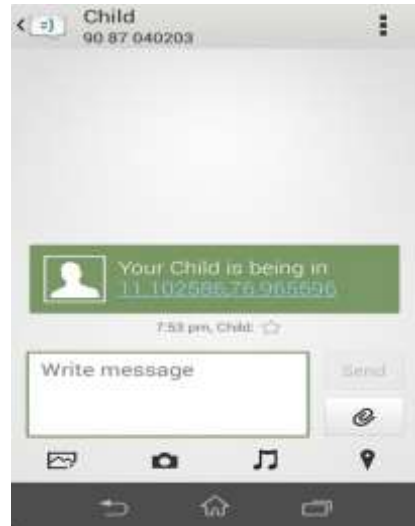 =)
Child
90 87 040203
Your Child is being in
11.102586,76.965596
7:53 pm, Child:
Write message
Send